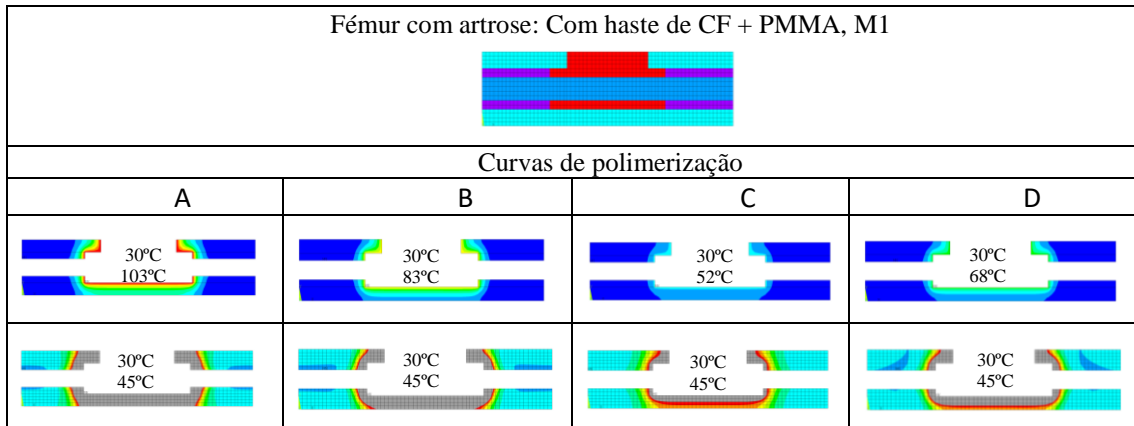 Fémur com artrose: Com haste de CF + PMMA, M1
Curvas de polimerização
A B C D
30ºC 30ºC 30ºC 30ºC
103ºC 83ºC 52ºC 68ºC
30ºC 30ºC 30ºC 30ºC
45ºC 45ºC 45ºC 45ºC